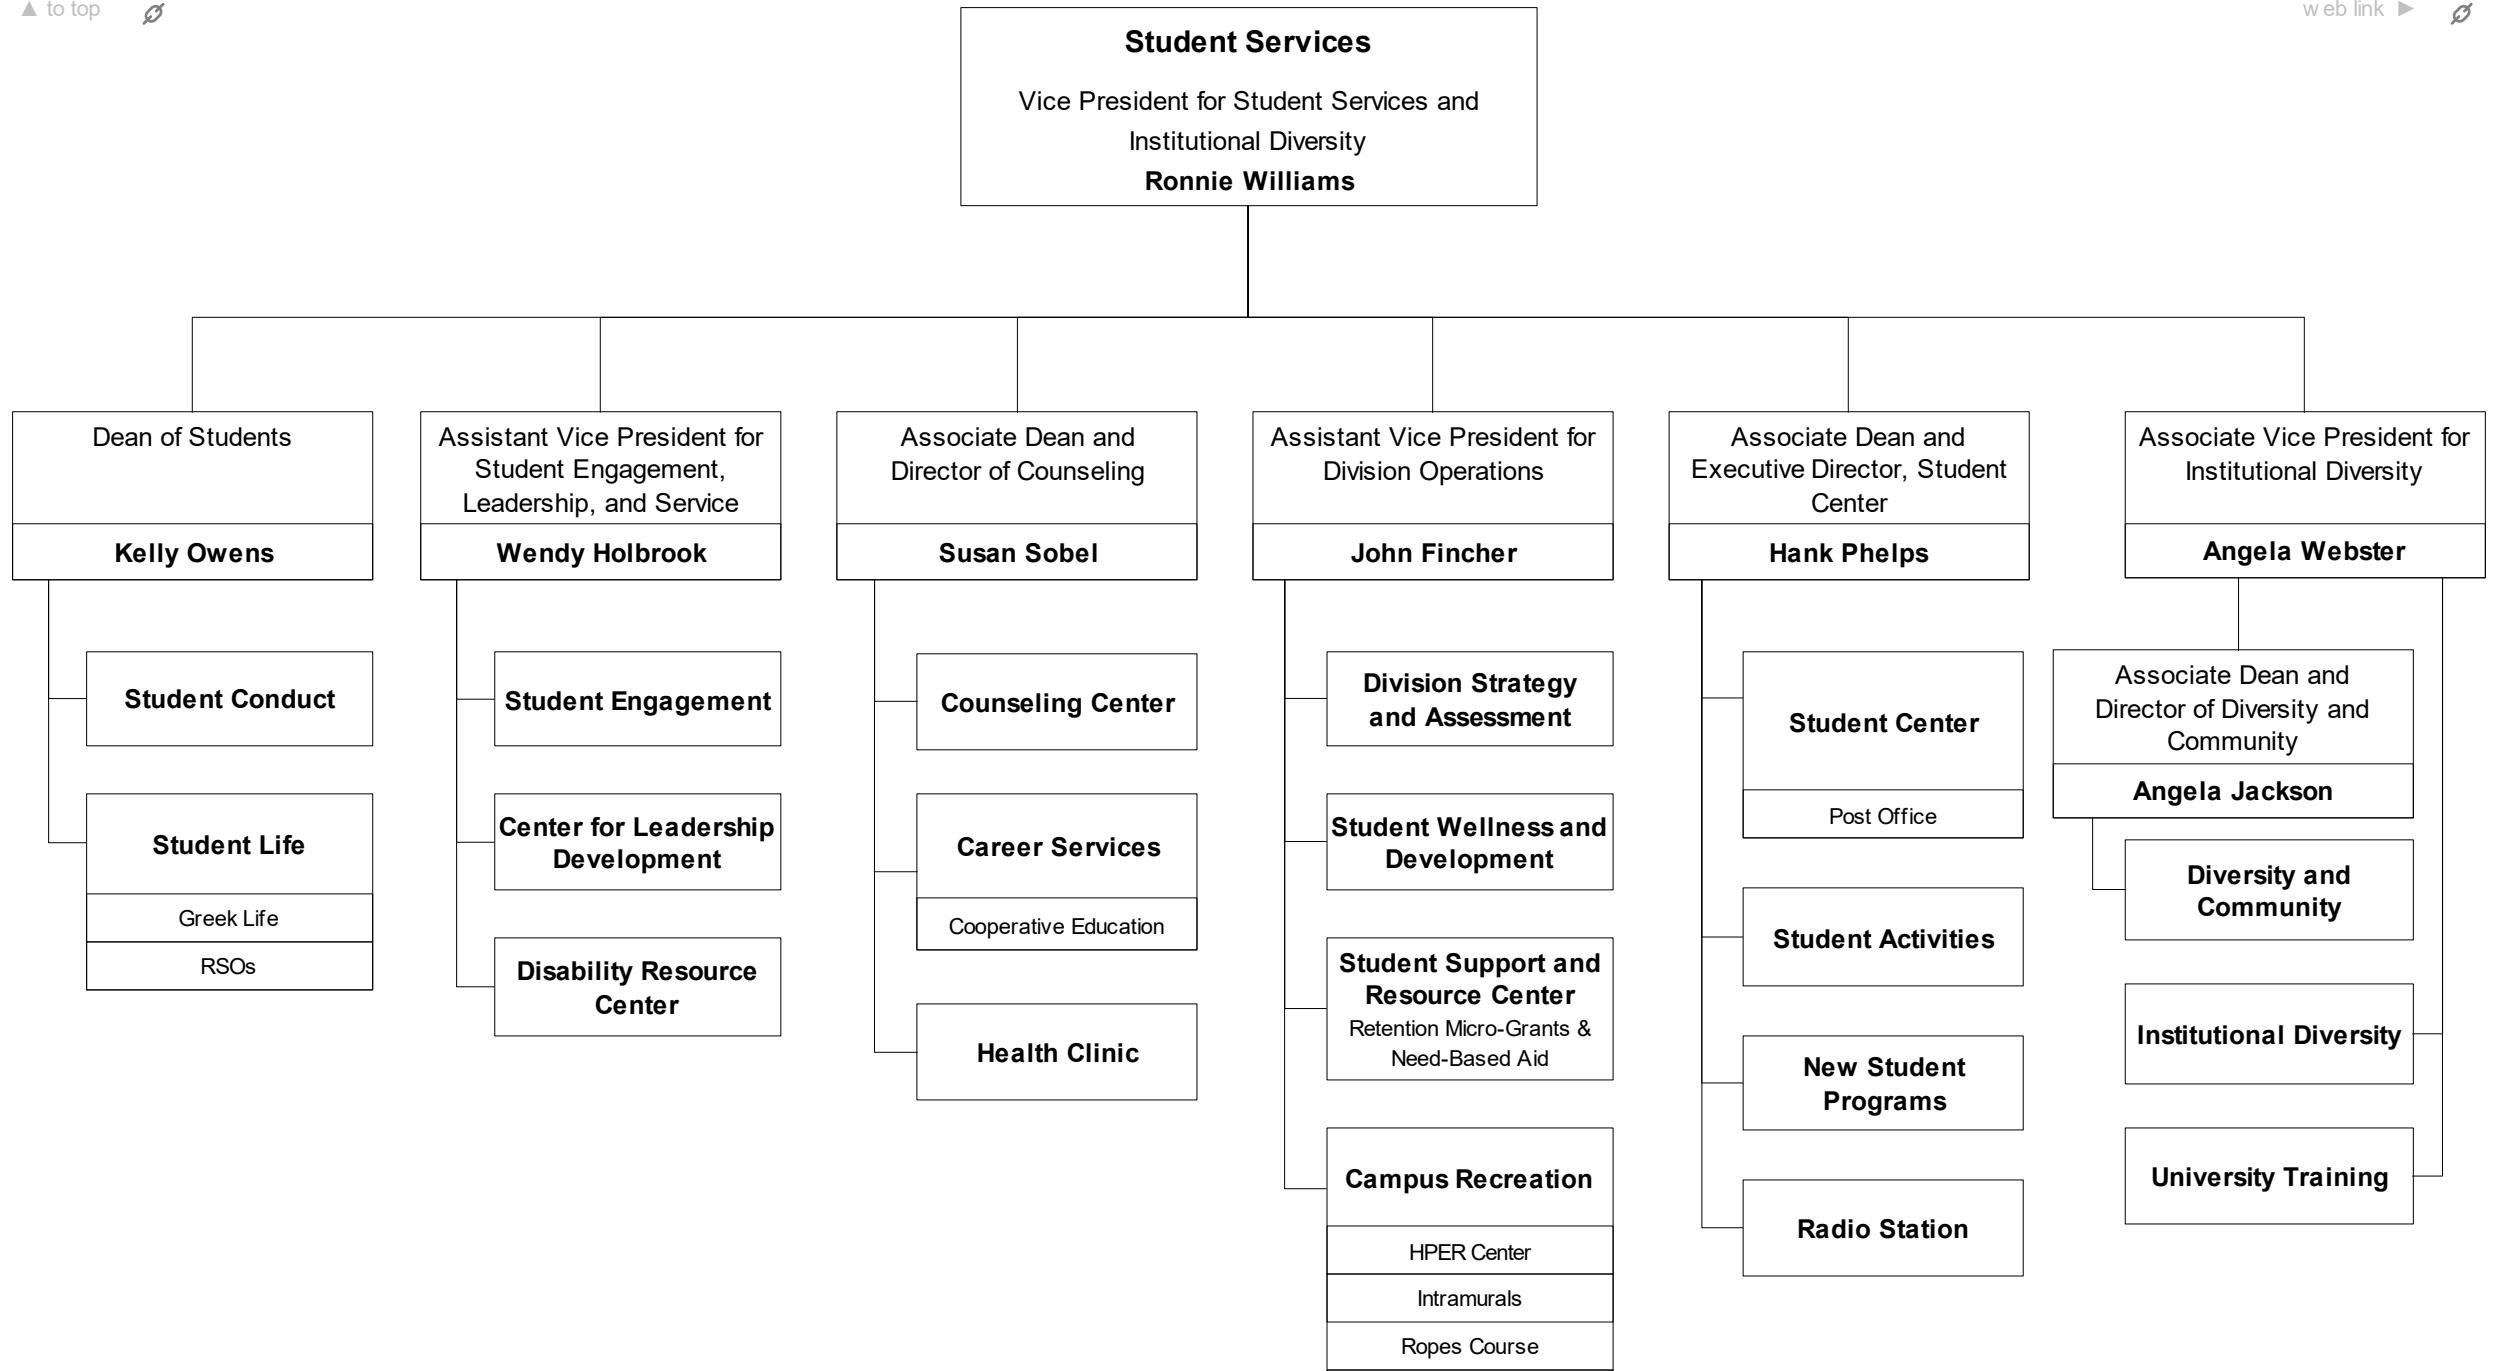 ▲ to top
web link ►
Student Services
Vice President for Student Services and
Institutional Diversity
Ronnie Williams
Dean of Students
Kelly Owens
Student Conduct
Student Life
Greek Life
RSOs
Assistant Vice President for
Student Engagement,
Leadership, and Service
Wendy Holbrook
Student Engagement
Center for Leadership
Development
Disability Resource
Center
Associate Dean and
Director of Counseling
Susan Sobel
Counseling Center
Career Services
Cooperative Education
Health Clinic
Assistant Vice President for
Division Operations
John Fincher
Division Strategy
and Assessment
Student Wellness and
Development
Student Support and
Resource Center
Retention Micro-Grants &
Need-Based Aid
Campus Recreation
HPER Center
Intramurals
Ropes Course
Associate Dean and
Executive Director, Student
Center
Hank Phelps
Student Center
Post Office
Student Activities
New Student
Programs
Radio Station
Associate Vice President for
Institutional Diversity
Angela Webster
Associate Dean and
Director of Diversity and
Community
Angela Jackson
Diversity and
Community
Institutional Diversity
University Training